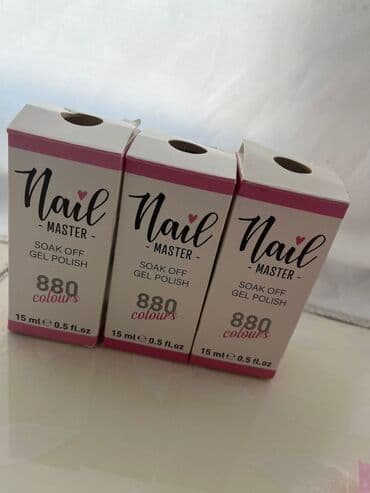 Nail
- MASTER -
SOAK OFF
GEL POLISH
880
colours
15 ml ℮ 0.5 fl.oz
Nail
- MASTER -
SOAK OFF
GEL POLISH
880
colours
15 ml ℮ 0.5 fl.oz
Nail
- MASTER -
SOAK OFF
GEL POLISH
880
colours
15 ml ℮ 0.5 fl.oz